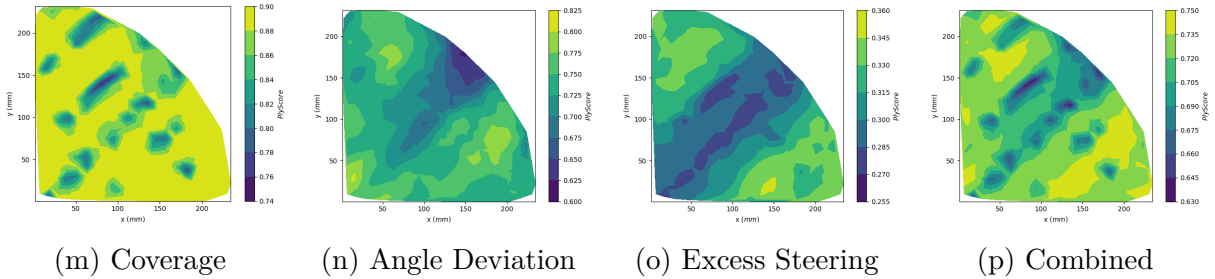 200
150
100
50
50 100 150 200
x (mm)
y (mm)
0.90
0.88
0.86
0.84
0.82
0.80
0.78
0.76
0.74
PlyScore
200
150
100
50
50 100 150 200
x (mm)
y (mm)
0.825
0.800
0.775
0.750
0.725
0.700
0.675
0.650
0.625
0.600
PlyScore
200
150
100
50
50 100 150 200
x (mm)
y (mm)
0.360
0.345
0.330
0.315
0.300
0.285
0.270
0.255
PlyScore
200
150
100
50
50 100 150 200
x (mm)
y (mm)
0.750
0.735
0.720
0.705
0.690
0.675
0.660
0.645
0.630
PlyScore
(m) Coverage
(n) Angle Deviation
(o) Excess Steering
(p) Combined